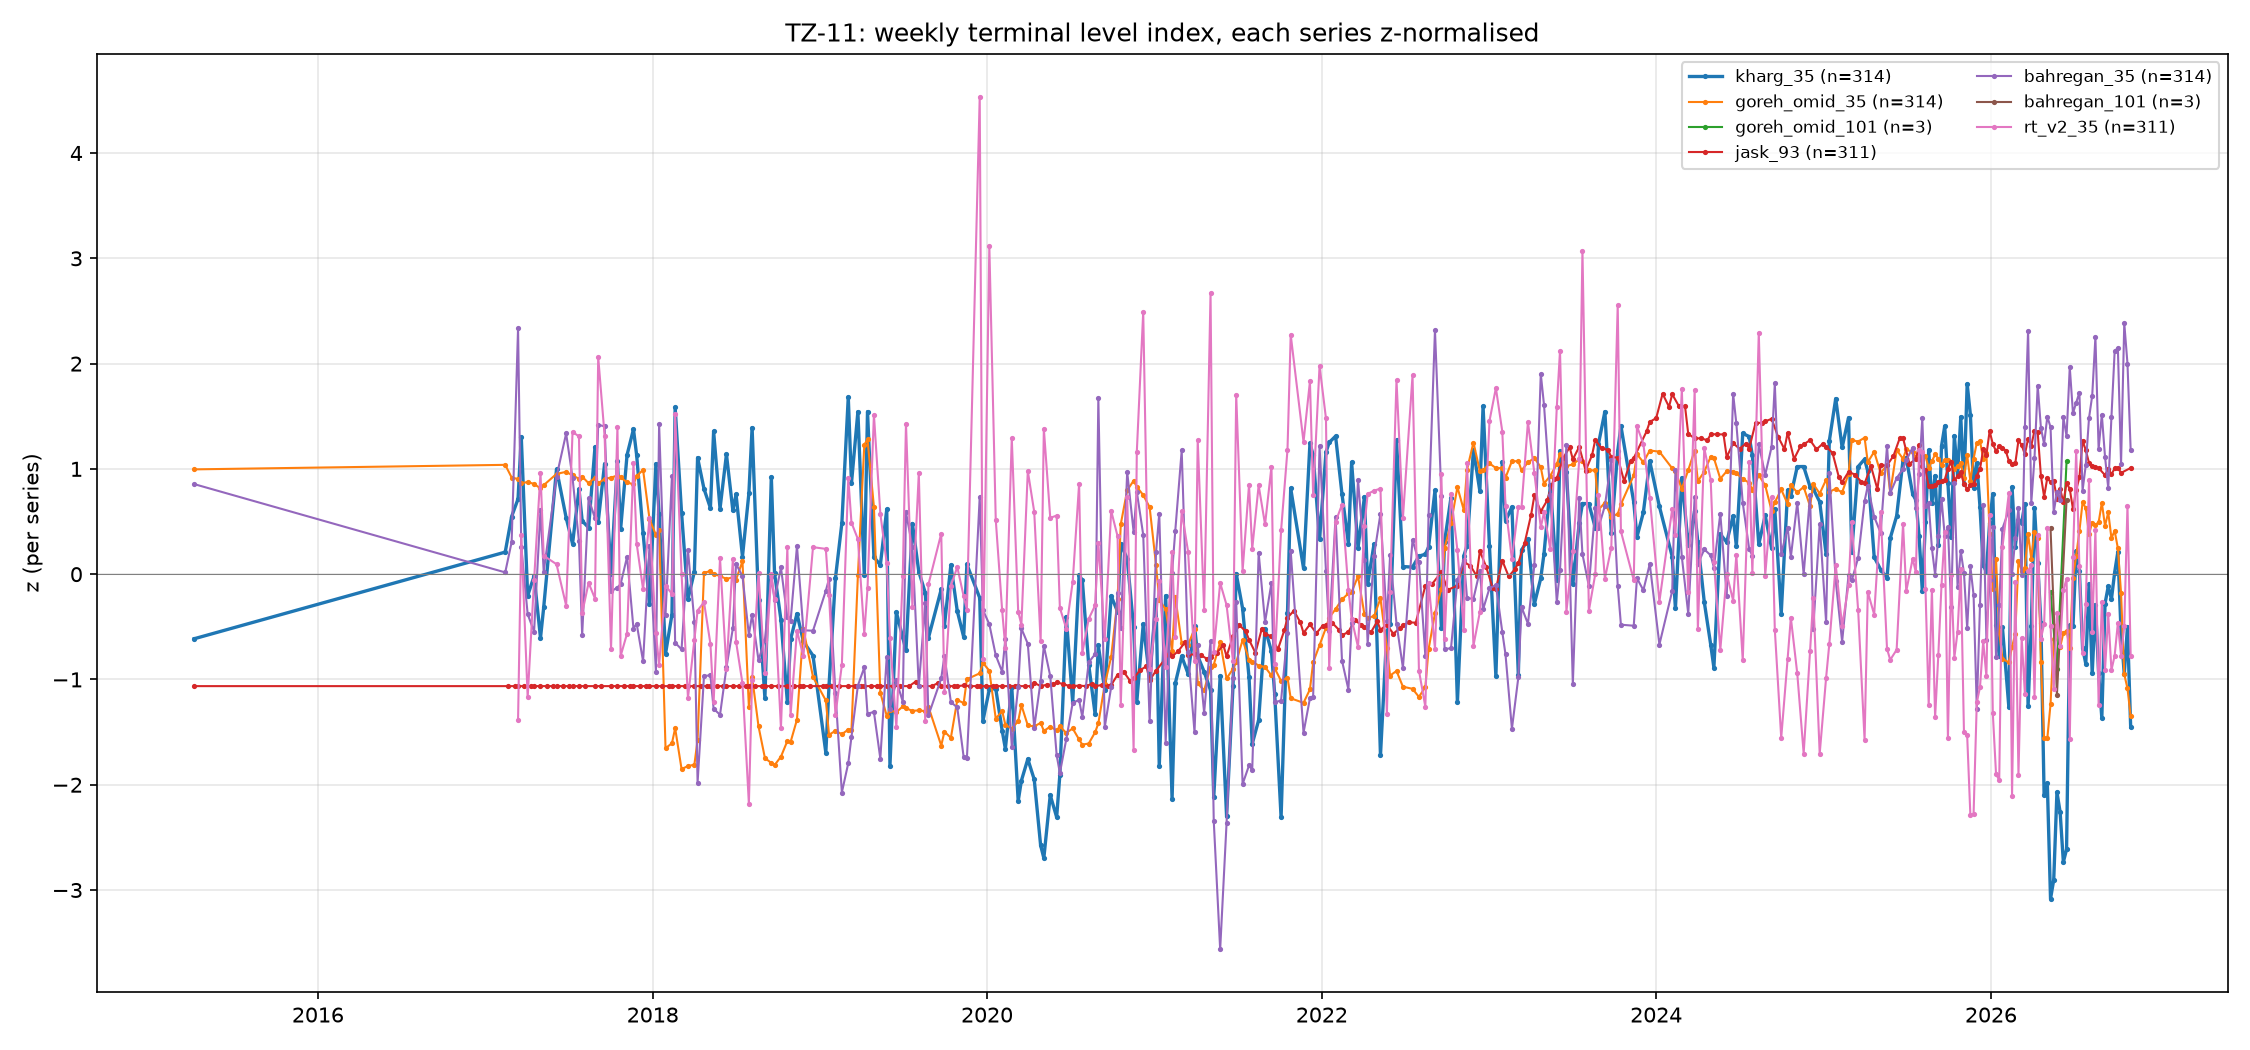 TZ-11: weekly terminal level index, each series z-normalised
kharg_35 (n=314)
goreh_omid_35 (n=314)
goreh_omid_101 (n=3)
jask_93 (n=311)
bahregan_35 (n=314)
bahregan_101 (n=3)
rt_v2_35 (n=311)
z (per series)
4
3
2
1
0
−1
−2
−3
2016 2018 2020 2022 2024 2026